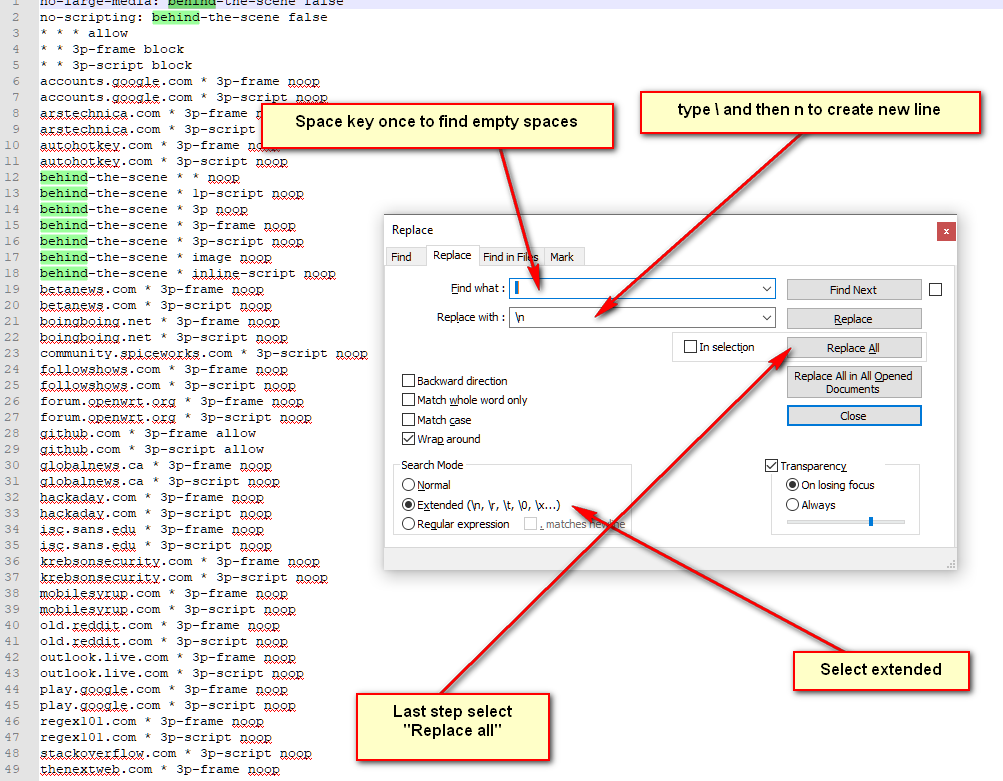 1 no-large-media: behind-the-scene false
2 no-scripting: behind-the-scene false
3 * * * allow
4 * * 3p-frame block
5 * * 3p-script block
6 accounts.google.com * 3p-frame noop
7 accounts.google.com * 3p-script noop
8 arstechnica.com * 3p-frame
9 arstechnica.com * 3p-script
10 autohotkey.com * 3p-frame noop
11 autohotkey.com * 3p-script noop
12 behind-the-scene * * noop
13 behind-the-scene * 1p-script noop
14 behind-the-scene * 3p noop
15 behind-the-scene * 3p-frame noop
16 behind-the-scene * 3p-script noop
17 behind-the-scene * image noop
18 behind-the-scene * inline-script noop
19 betanews.com * 3p-frame noop
20 betanews.com * 3p-script noop
21 boingboing.net * 3p-frame noop
22 boingboing.net * 3p-script noop
23 community.spiceworks.com * 3p-script noop
24 followshows.com * 3p-frame noop
25 followshows.com * 3p-script noop
26 forum.openwrt.org * 3p-frame noop
27 forum.openwrt.org * 3p-script noop
28 github.com * 3p-frame allow
29 github.com * 3p-script allow
30 globalnews.ca * 3p-frame noop
31 globalnews.ca * 3p-script noop
32 hackaday.com * 3p-frame noop
33 hackaday.com * 3p-script noop
34 isc.sans.edu * 3p-frame noop
35 isc.sans.edu * 3p-script noop
36 krebsonsecurity.com * 3p-frame noop
37 krebsonsecurity.com * 3p-script noop
38 mobilesyrup.com * 3p-frame noop
39 mobilesyrup.com * 3p-script noop
40 old.reddit.com * 3p-frame noop
41 old.reddit.com * 3p-script noop
42 outlook.live.com * 3p-frame noop
43 outlook.live.com * 3p-script noop
44 play.google.com * 3p-frame noop
45 play.google.com * 3p-script noop
46 regex101.com * 3p-frame noop
47 regex101.com * 3p-script noop
48 stackoverflow.com * 3p-script noop
49 thenextweb.com * 3p-frame noop
Space key once to find empty spaces
type \ and then n to create new line
Replace
x
Find
Replace
Find in Files
Mark
Find what :
Find Next
Replace with :
\n
Replace
In selection
Replace All
Replace All in All Opened
Documents
Close
Backward direction
Match whole word only
Match case
Wrap around
Search Mode
Normal
Extended (\n, \r, \t, \0, \x...)
Regular expression
. matches newline
Transparency
On losing focus
Always
Select extended
Last step select
"Replace all"